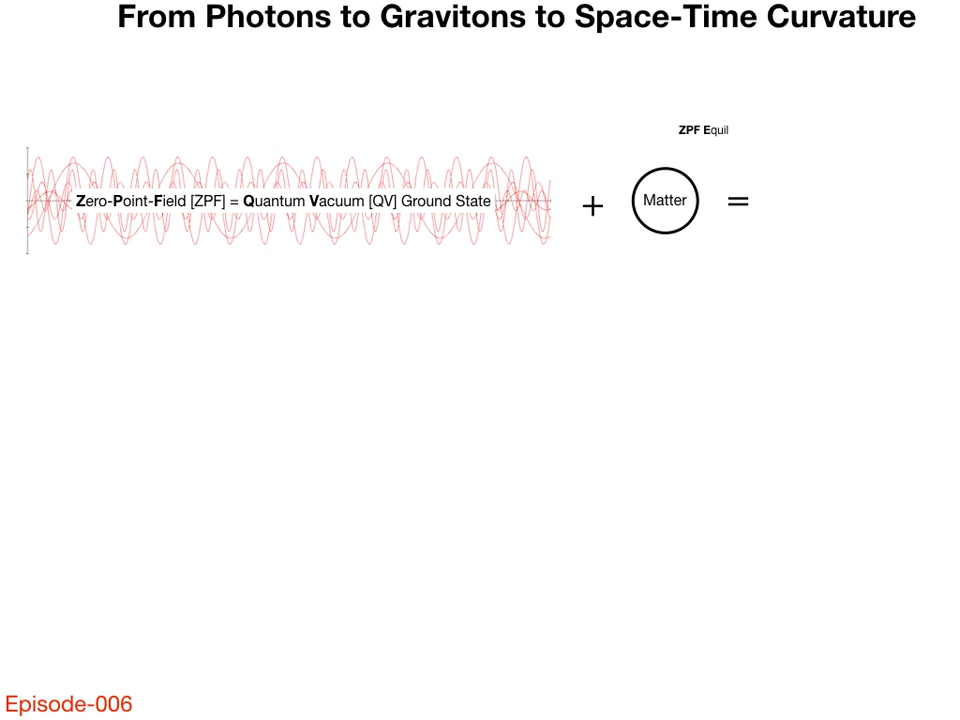 From Photons to Gravitons to Space-Time Curvature
ZPF Equil
Zero-Point-Field [ZPF] = Quantum Vacuum [QV] Ground State + Matter =
Episode-006